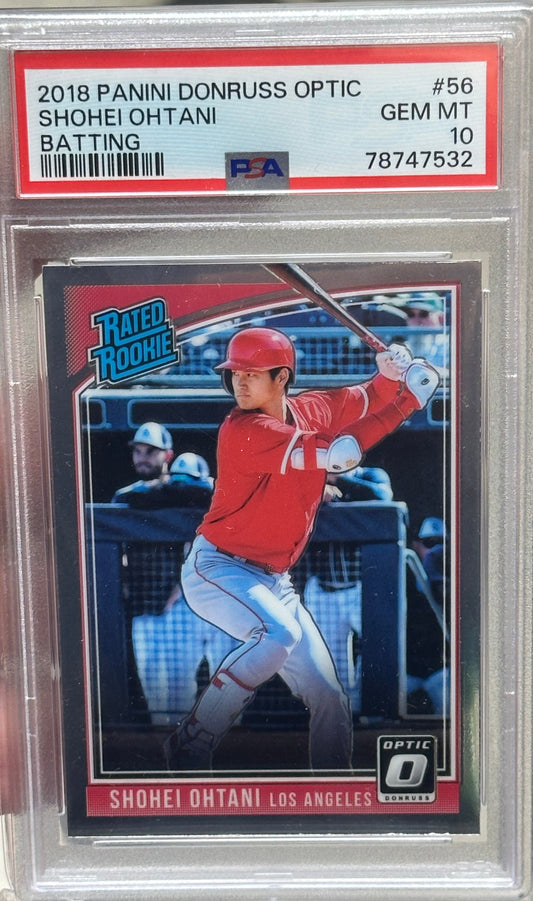 2018 PANINI DONRUSS OPTIC #56
SHOHEI OHTANI GEM MT
BATTING 10
PSA 78747532
RATED
ROOKIE
OPTIC
O
DONRUSS
SHOHEI OHTANI LOS ANGELES